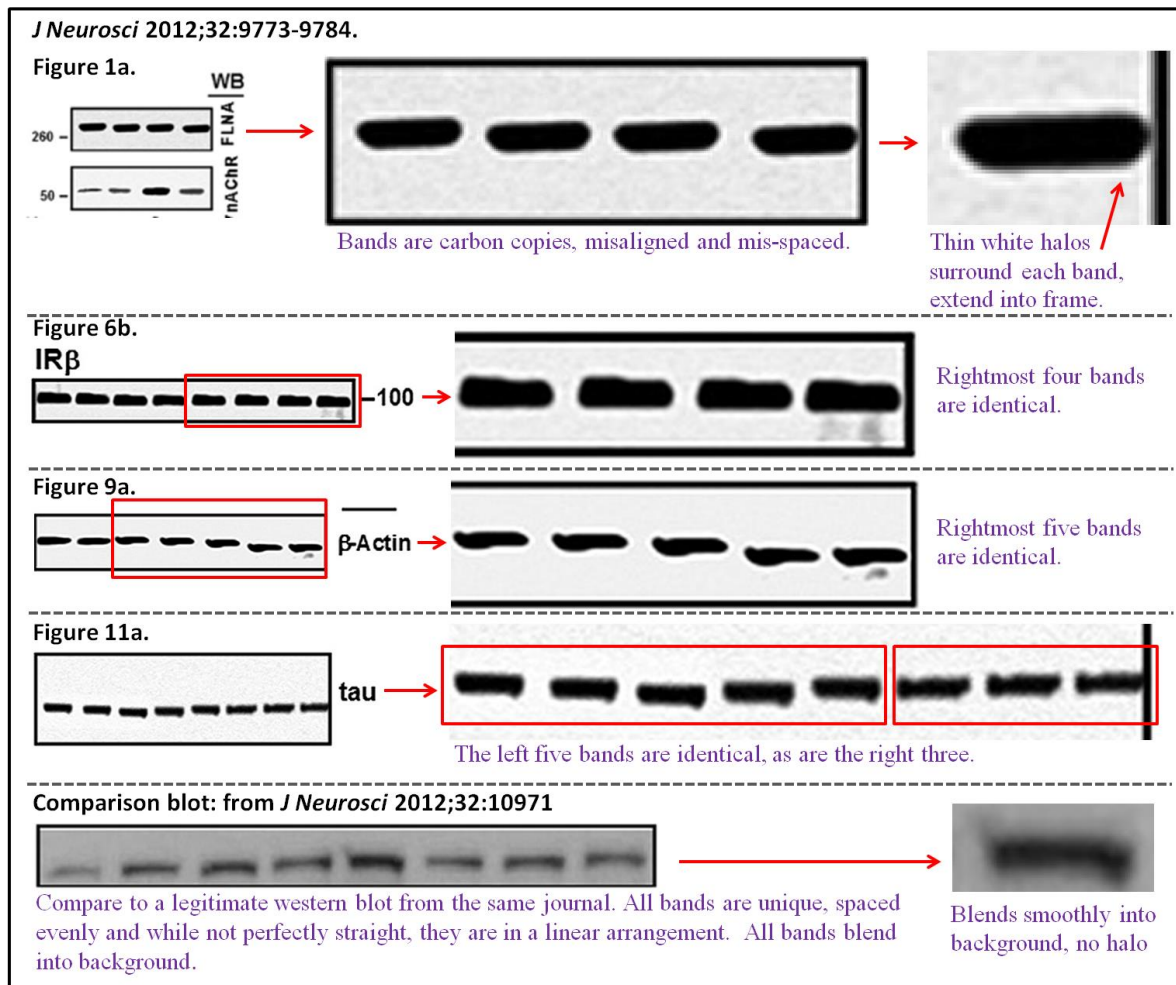 J Neurosci 2012;32:9773-9784.
Figure 1a.
WB
FLNA
260 –
nAChR
50 –
Bands are carbon copies, misaligned and mis-spaced.
Thin white halos
surround each band,
extend into frame.
Figure 6b.
IRβ
–100
Rightmost four bands
are identical.
Figure 9a.
β-Actin
Rightmost five bands
are identical.
Figure 11a.
tau
The left five bands are identical, as are the right three.
Comparison blot: from J Neurosci 2012;32:10971
Compare to a legitimate western blot from the same journal. All bands are unique, spaced
evenly and while not perfectly straight, they are in a linear arrangement. All bands blend
into background.
Blends smoothly into
background, no halo